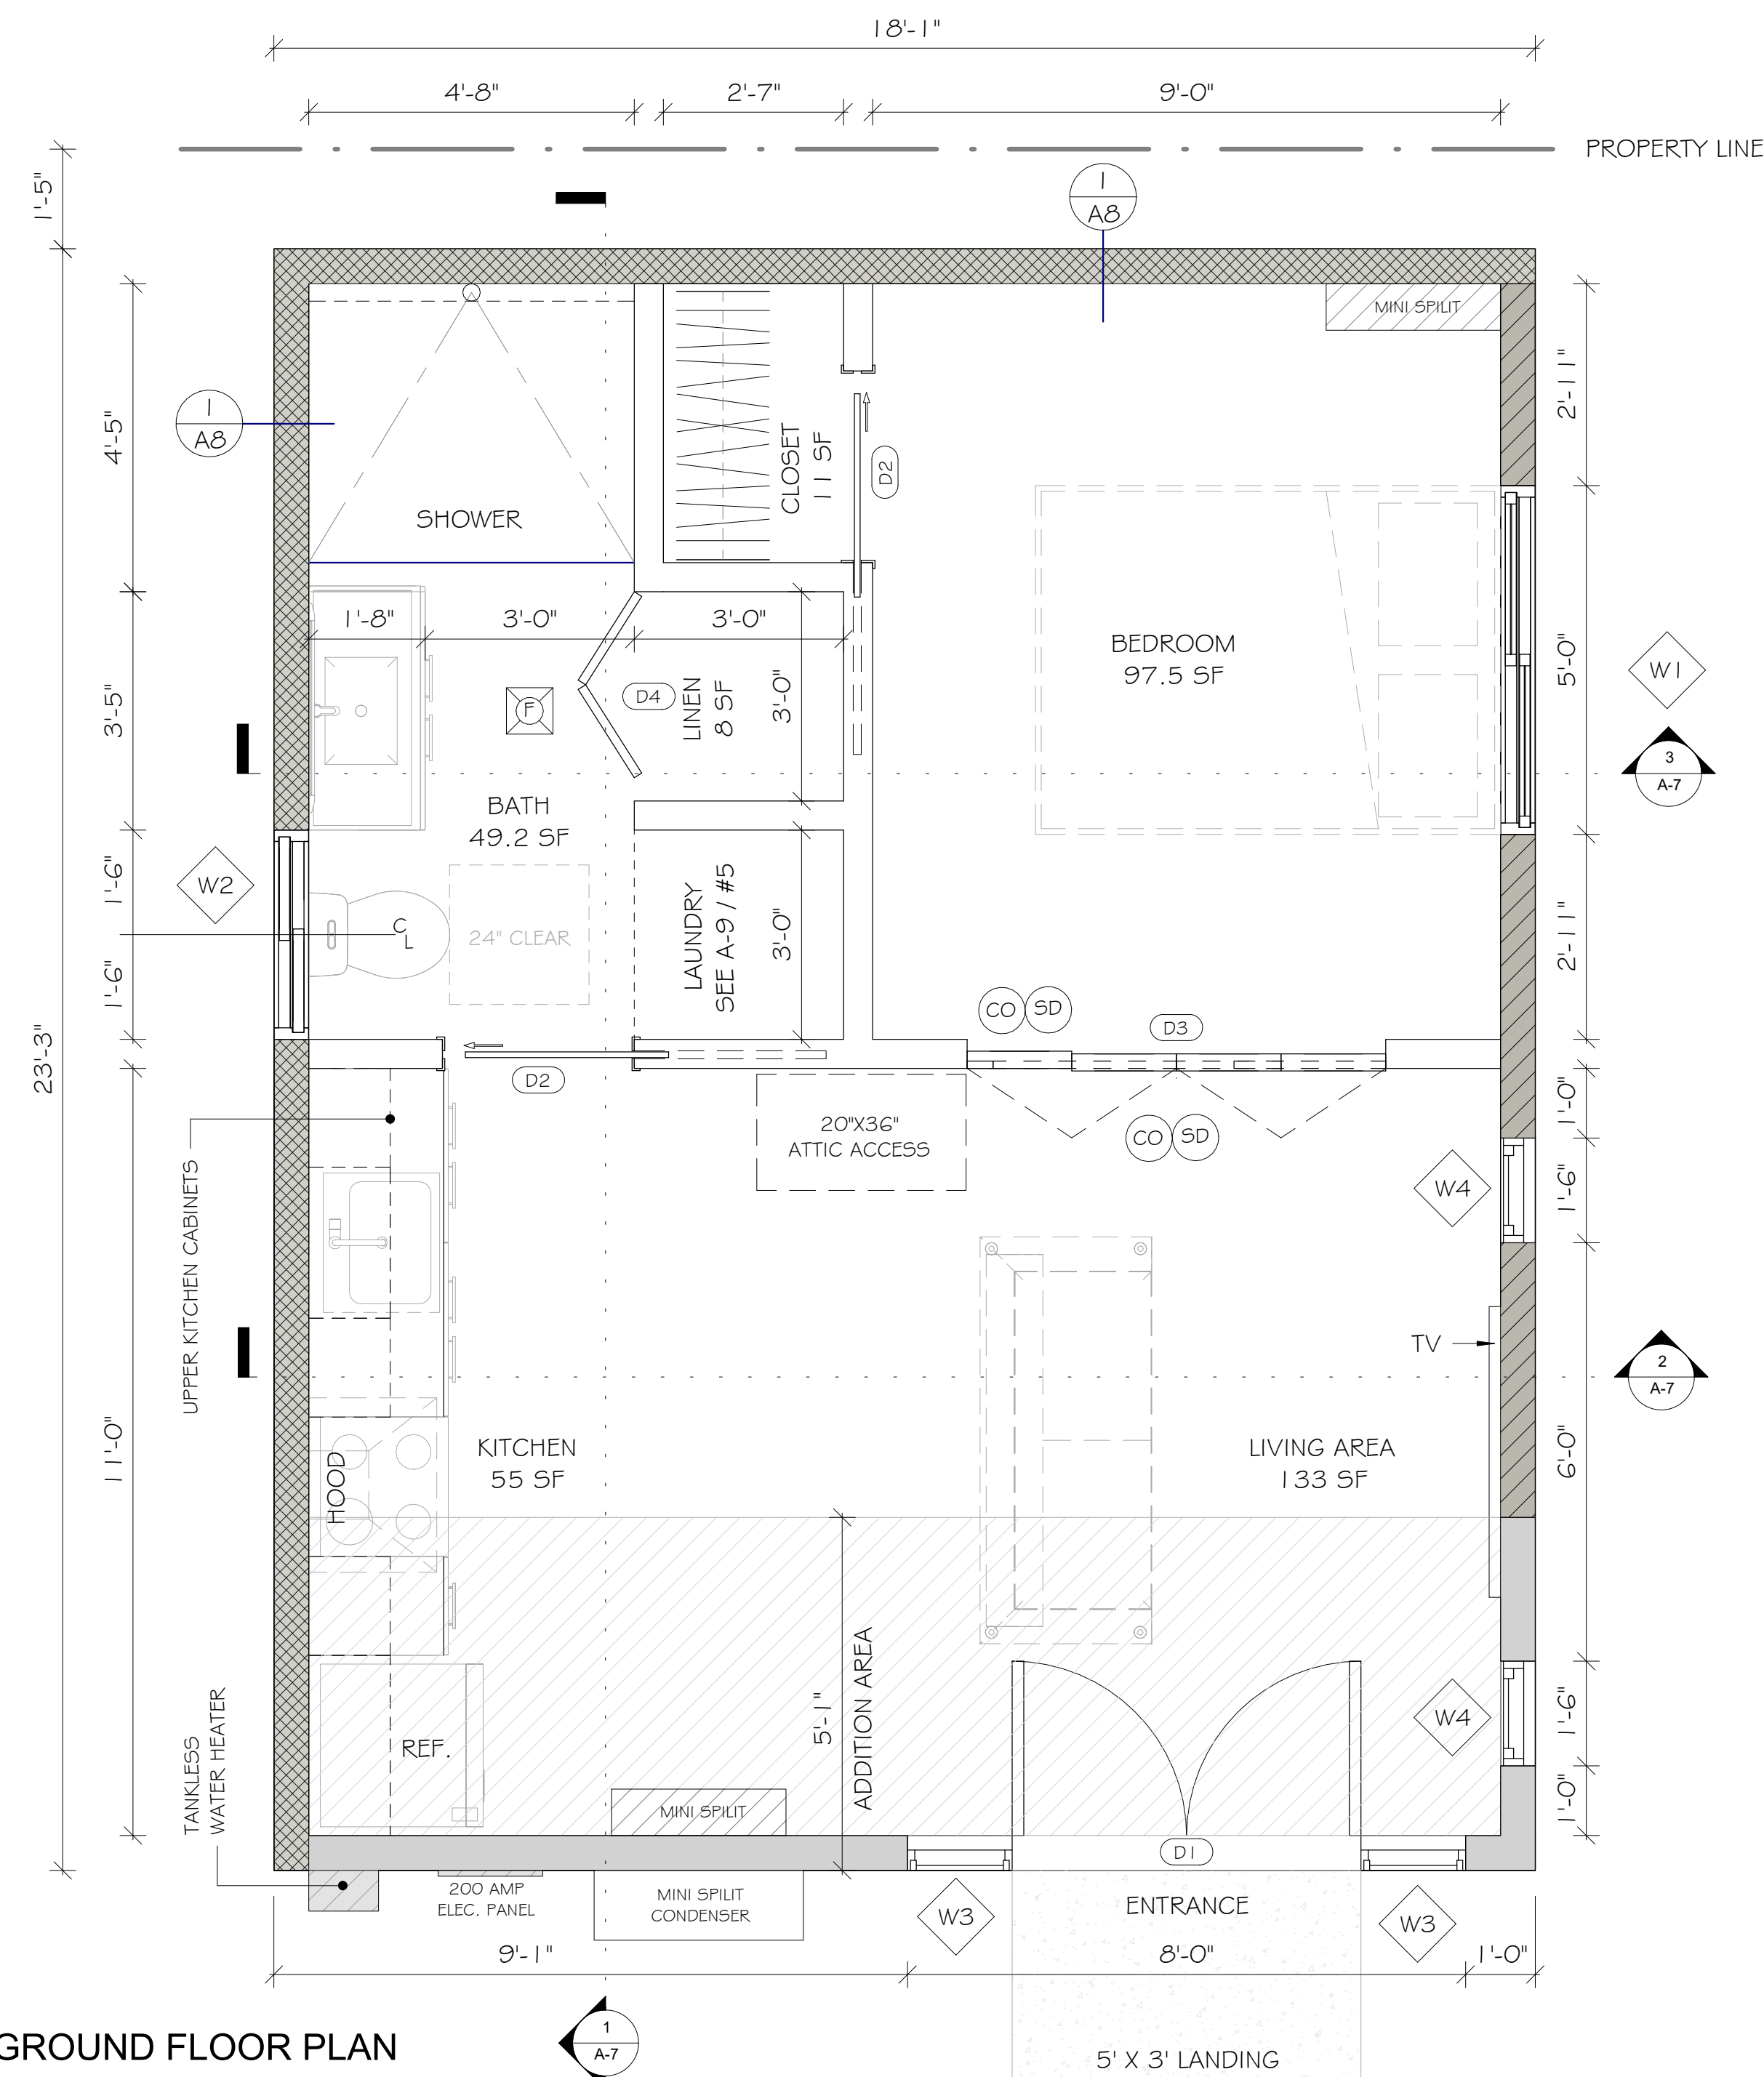 18'-1"
4'-8"
2'-7"
9'-0"
PROPERTY LINE
1'-5"
1
A8
MINI SPILIT
2'-11"
1
A8
4'-5"
CLOSET
11 SF
D2
SHOWER
1'-8"
3'-0"
3'-0"
BEDROOM
97.5 SF
5'-0"
W1
3'-5"
F
D4
LINEN
8 SF
3'-0"
3
A-7
BATH
49.2 SF
W2
1'-6"
CL
24" CLEAR
LAUNDRY
SEE A-9 / #5
3'-0"
2'-11"
1'-6"
CO
SD
D3
23'-3"
D2
1'-0"
20"X36"
ATTIC ACCESS
CO
SD
W4
1'-6"
UPPER KITCHEN CABINETS
TV
2
A-7
11'-0"
HOOD
KITCHEN
55 SF
LIVING AREA
133 SF
6'-0"
5'-1"
ADDITION AREA
W4
1'-6"
TANKLESS
WATER HEATER
REF.
MINI SPILIT
1'-0"
D1
200 AMP
ELEC. PANEL
MINI SPILIT
CONDENSER
W3
ENTRANCE
W3
9'-1"
8'-0"
1'-0"
1
A-7
GROUND FLOOR PLAN
5' X 3' LANDING